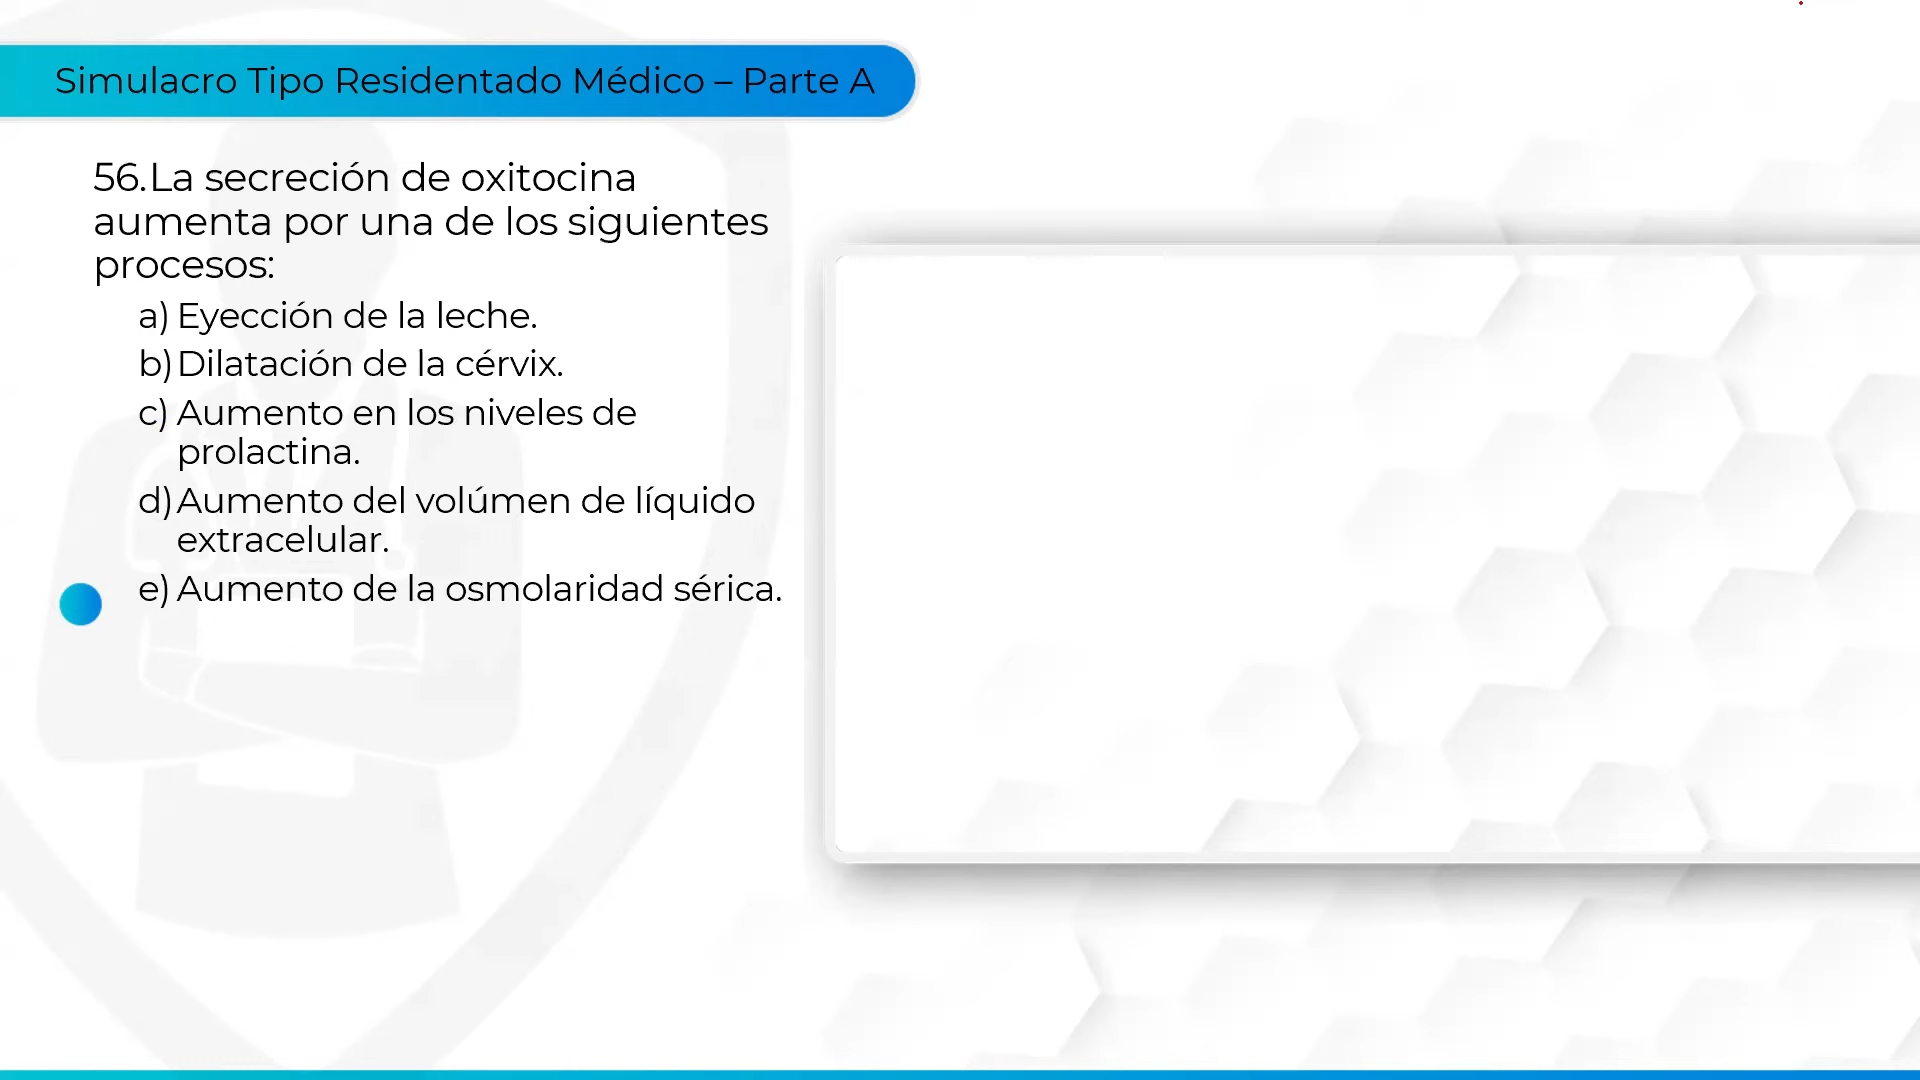 Simulacro Tipo Residentado Médico – Parte A
56.La secreción de oxitocina
aumenta por una de los siguientes
procesos:
a) Eyección de la leche.
b) Dilatación de la cérvix.
c) Aumento en los niveles de
prolactina.
d) Aumento del volúmen de líquido
extracelular.
e) Aumento de la osmolaridad sérica.